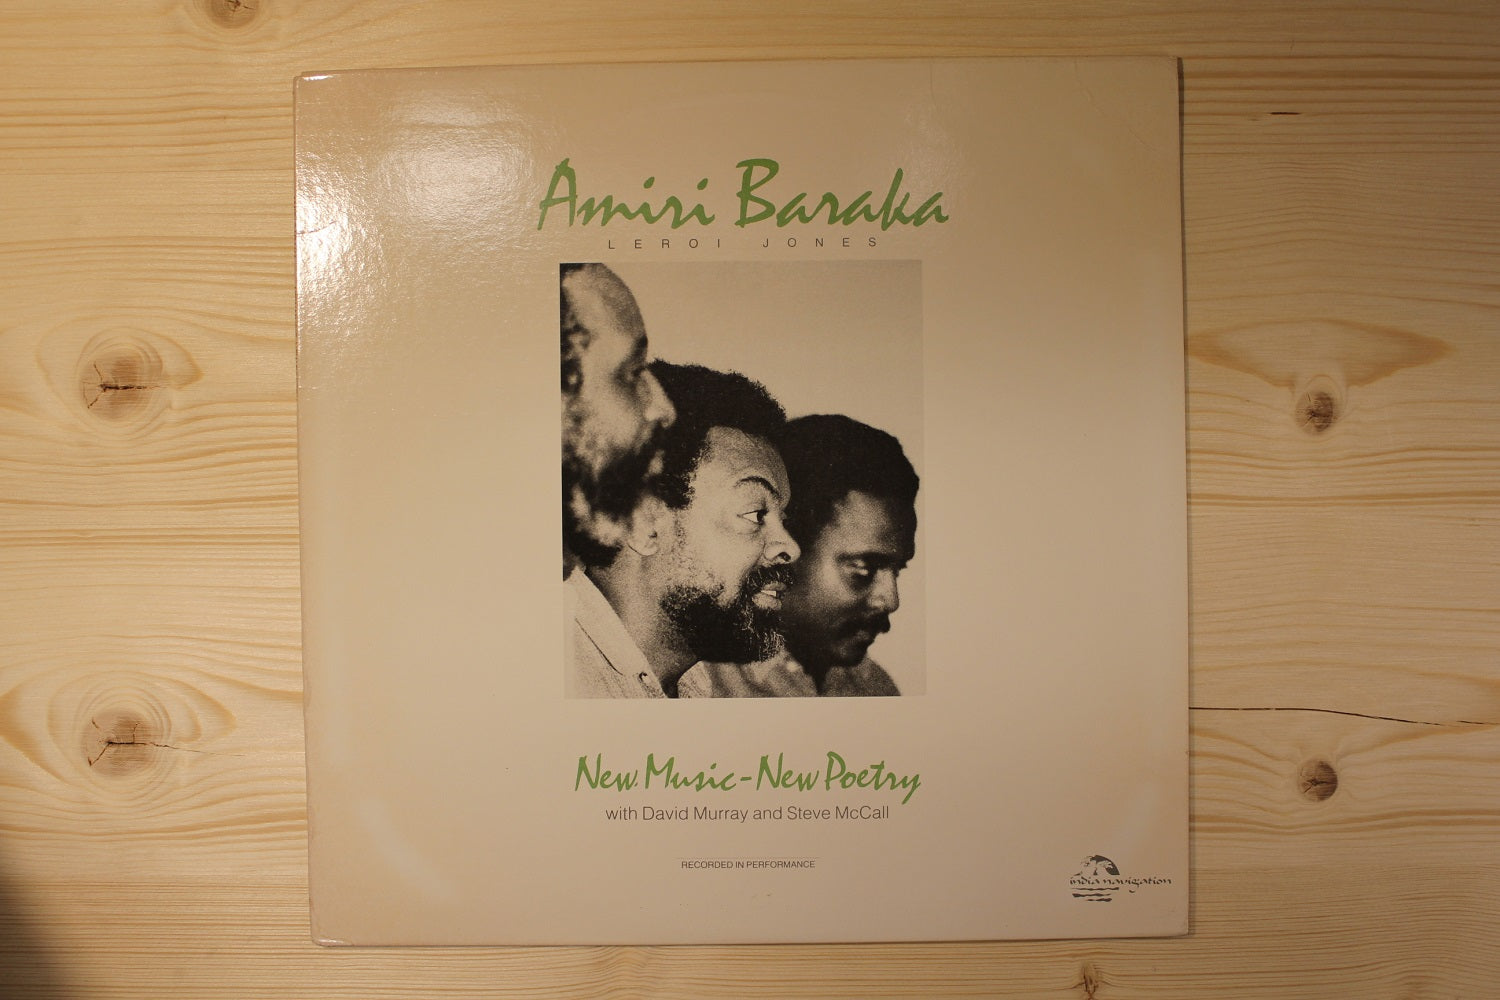 Amiri Baraka
LEROI JONES
New Music-New Poetry
with David Murray and Steve McCall
RECORDED IN PERFORMANCE
india navigation